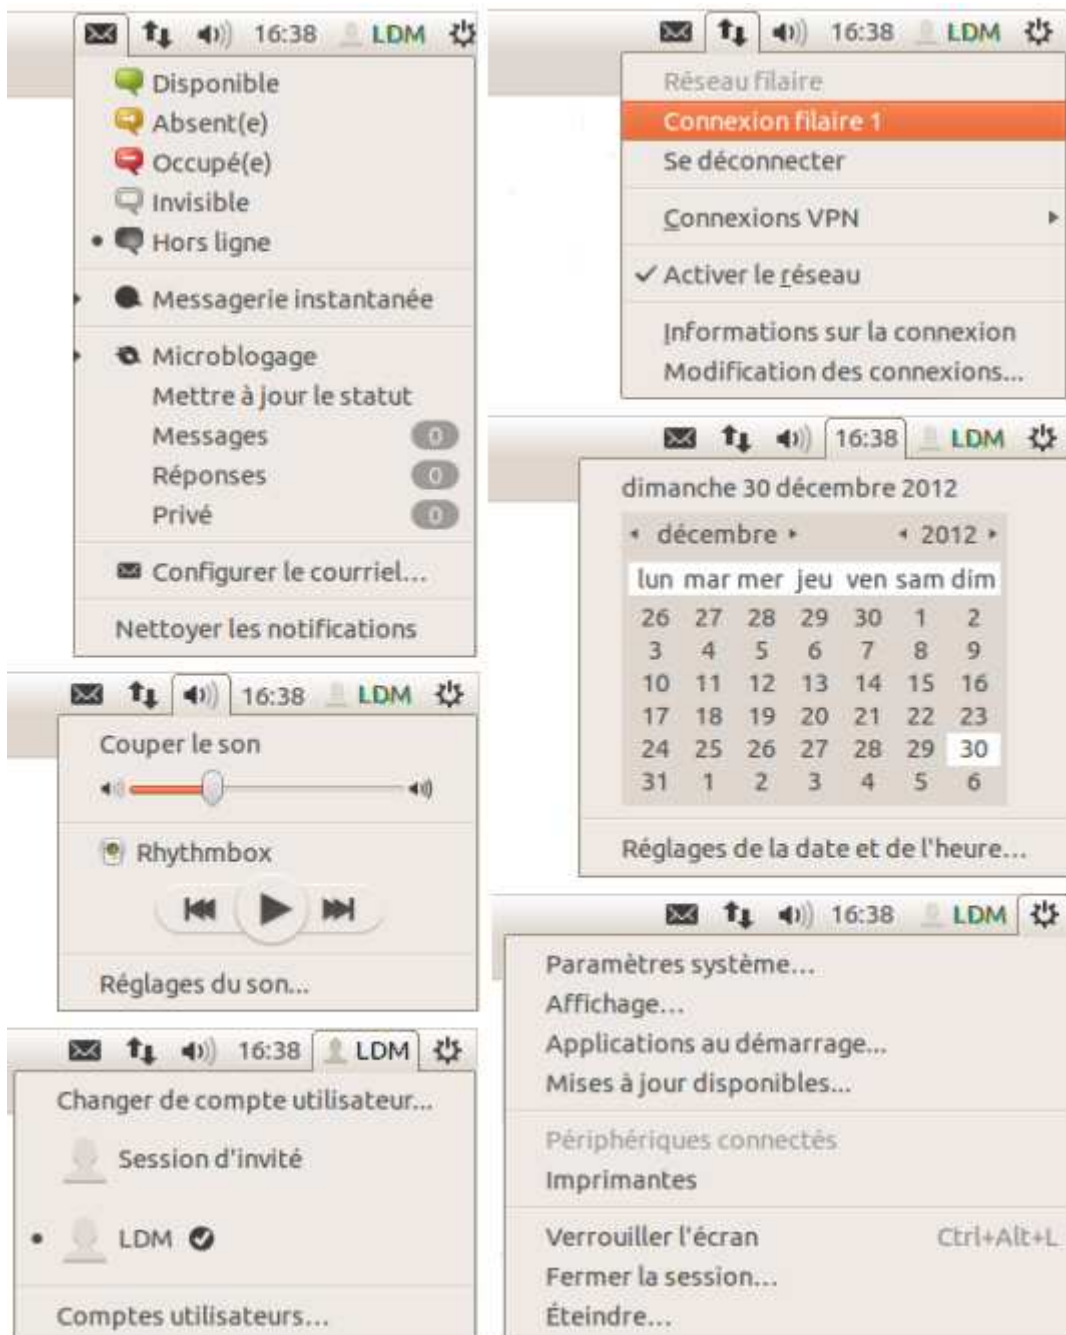 16:38 LDM
Disponible
Absent(e)
Occupé(e)
Invisible
Hors ligne
Messagerie instantanée
Microblogage
Mettre à jour le statut
Messages 0
Réponses 0
Privé 0
Configurer le courriel...
Nettoyer les notifications
16:38 LDM
Couper le son
Rhythmbox
Réglages du son...
16:38 LDM
Changer de compte utilisateur...
Session d'invité
LDM
Comptes utilisateurs...
16:38 LDM
Réseau filaire
Connexion filaire 1
Se déconnecter
Connexions VPN
Activer le réseau
Informations sur la connexion
Modification des connexions...
16:38 LDM
dimanche 30 décembre 2012
décembre 2012
lun mar mer jeu ven sam dim
26 27 28 29 30 1 2
3 4 5 6 7 8 9
10 11 12 13 14 15 16
17 18 19 20 21 22 23
24 25 26 27 28 29 30
31 1 2 3 4 5 6
Réglages de la date et de l'heure...
16:38 LDM
Paramètres système...
Affichage...
Applications au démarrage...
Mises à jour disponibles...
Périphériques connectés
Imprimantes
Verrouiller l'écran Ctrl+Alt+L
Fermer la session...
Éteindre...